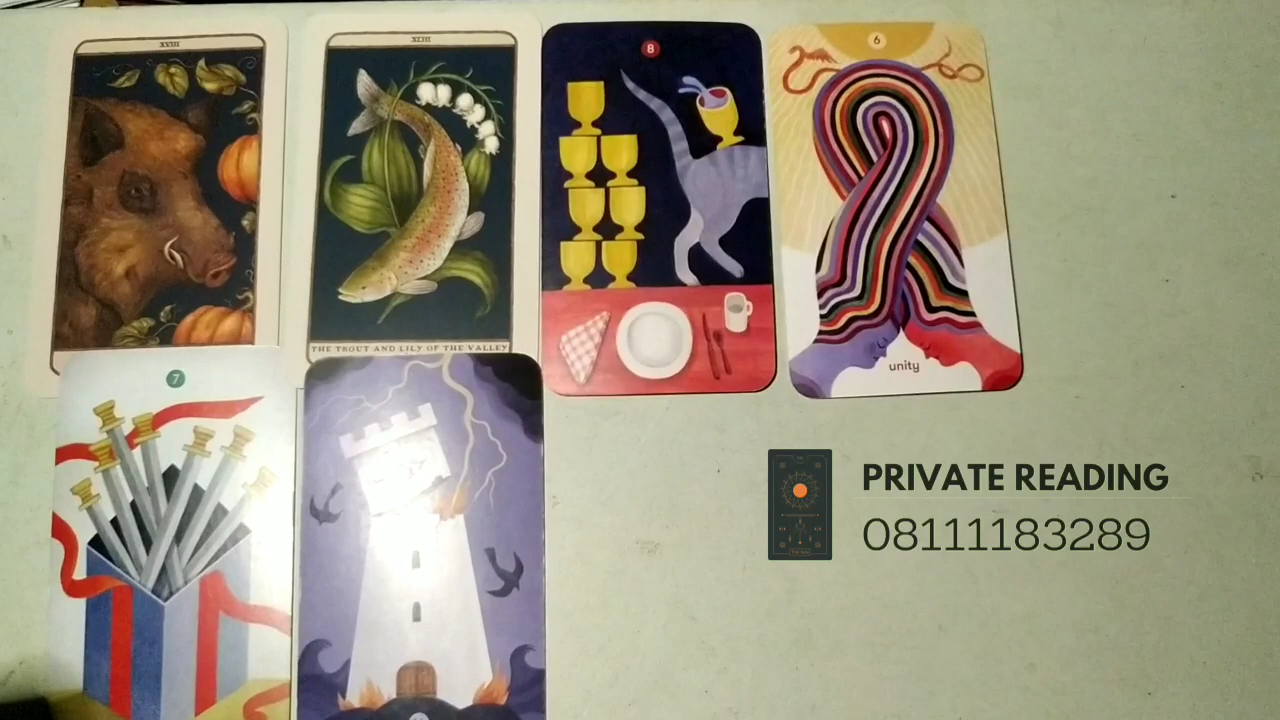 XVIII
XLIII
THE TROUT AND LILY OF THE VALLEY
8
6
unity
7
PRIVATE READING
08111183289